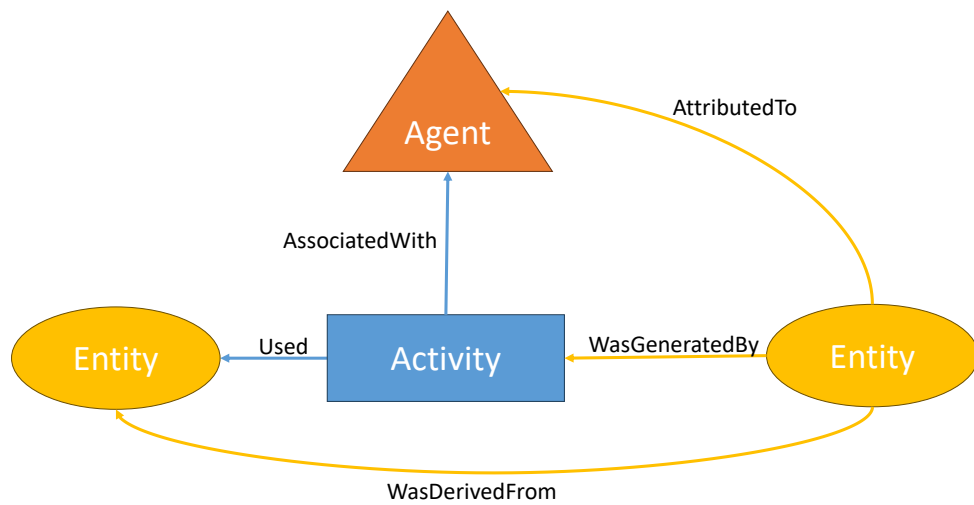 AttributedTo
Agent
AssociatedWith
Entity
Used
Activity
WasGeneratedBy
Entity
WasDerivedFrom